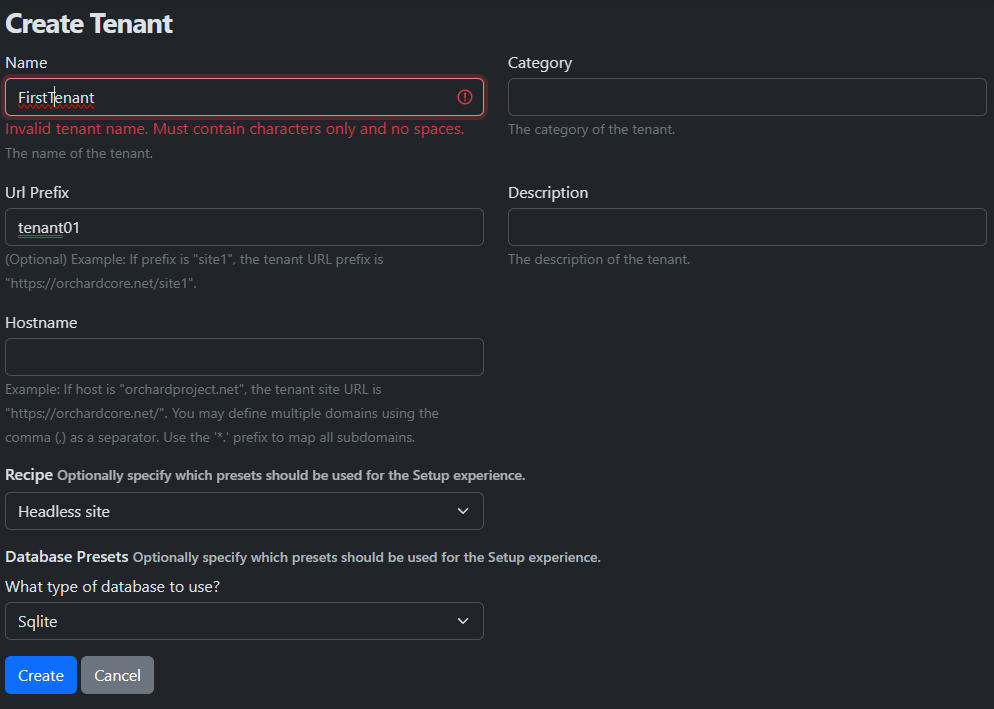 Create Tenant
Name
FirstTenant
Invalid tenant name. Must contain characters only and no spaces.
The name of the tenant.
Category
The category of the tenant.
Url Prefix
tenant01
(Optional) Example: If prefix is "site1", the tenant URL prefix is
"https://orchardcore.net/site1".
Description
The description of the tenant.
Hostname
Example: If host is "orchardproject.net", the tenant site URL is
"https://orchardcore.net/". You may define multiple domains using the
comma (,) as a separator. Use the '*.' prefix to map all subdomains.
Recipe Optionally specify which presets should be used for the Setup experience.
Headless site
Database Presets Optionally specify which presets should be used for the Setup experience.
What type of database to use?
Sqlite
Create Cancel